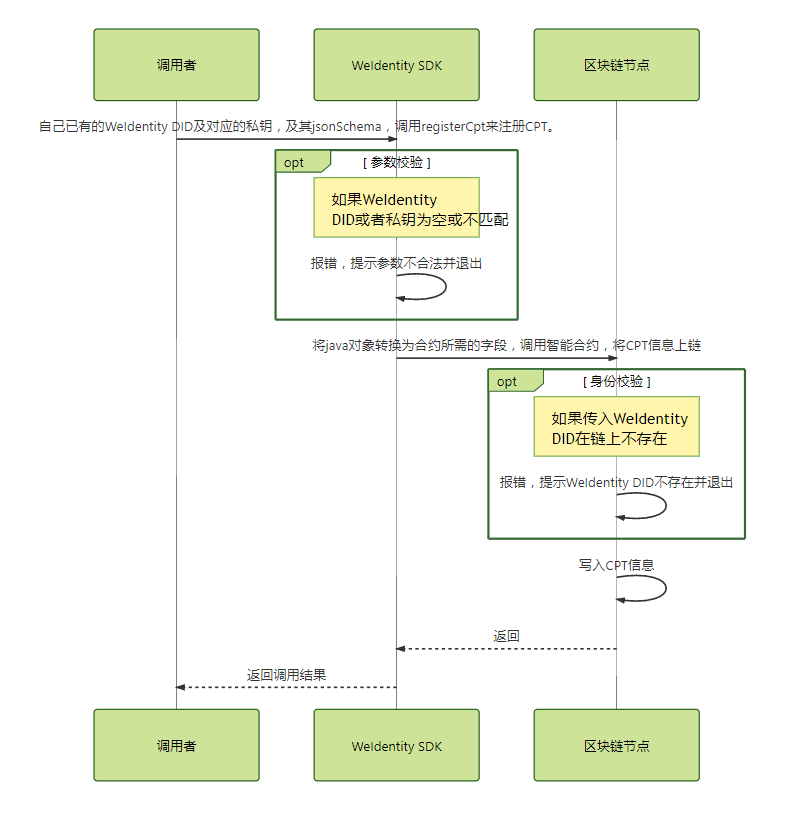 调用者
WeIdentity SDK
区块链节点
自己已有的WeIdentity DID及对应的私钥，及其jsonSchema，调用registerCpt来注册CPT。
opt
[ 参数校验 ]
如果WeIdentity
DID或者私钥为空或不匹配
报错，提示参数不合法并退出
将java对象转换为合约所需的字段，调用智能合约，将CPT信息上链
opt
[ 身份校验 ]
如果传入WeIdentity
DID在链上不存在
报错，提示WeIdentity DID不存在并退出
写入CPT信息
返回
返回调用结果
调用者
WeIdentity SDK
区块链节点